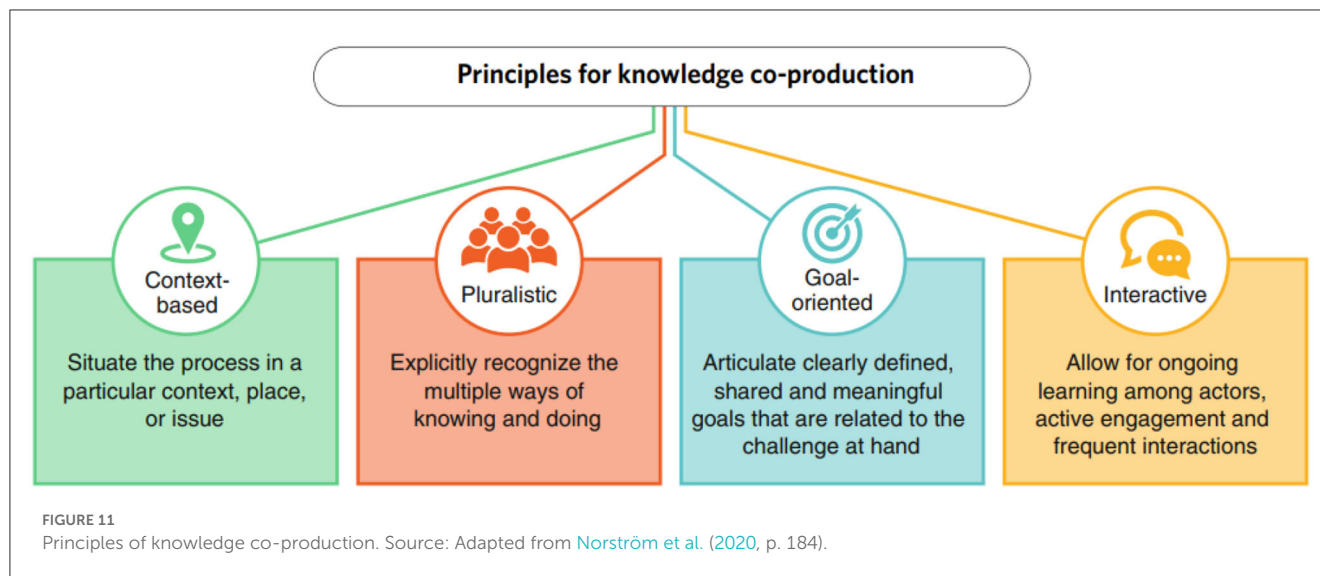 Principles for knowledge co-production
Context-
based
Situate the process in a
particular context, place,
or issue
Pluralistic
Explicitly recognize the
multiple ways of
knowing and doing
Goal-
oriented
Articulate clearly defined,
shared and meaningful
goals that are related to the
challenge at hand
Interactive
Allow for ongoing
learning among actors,
active engagement and
frequent interactions
FIGURE 11
Principles of knowledge co-production. Source: Adapted from Norström et al. (2020, p. 184).